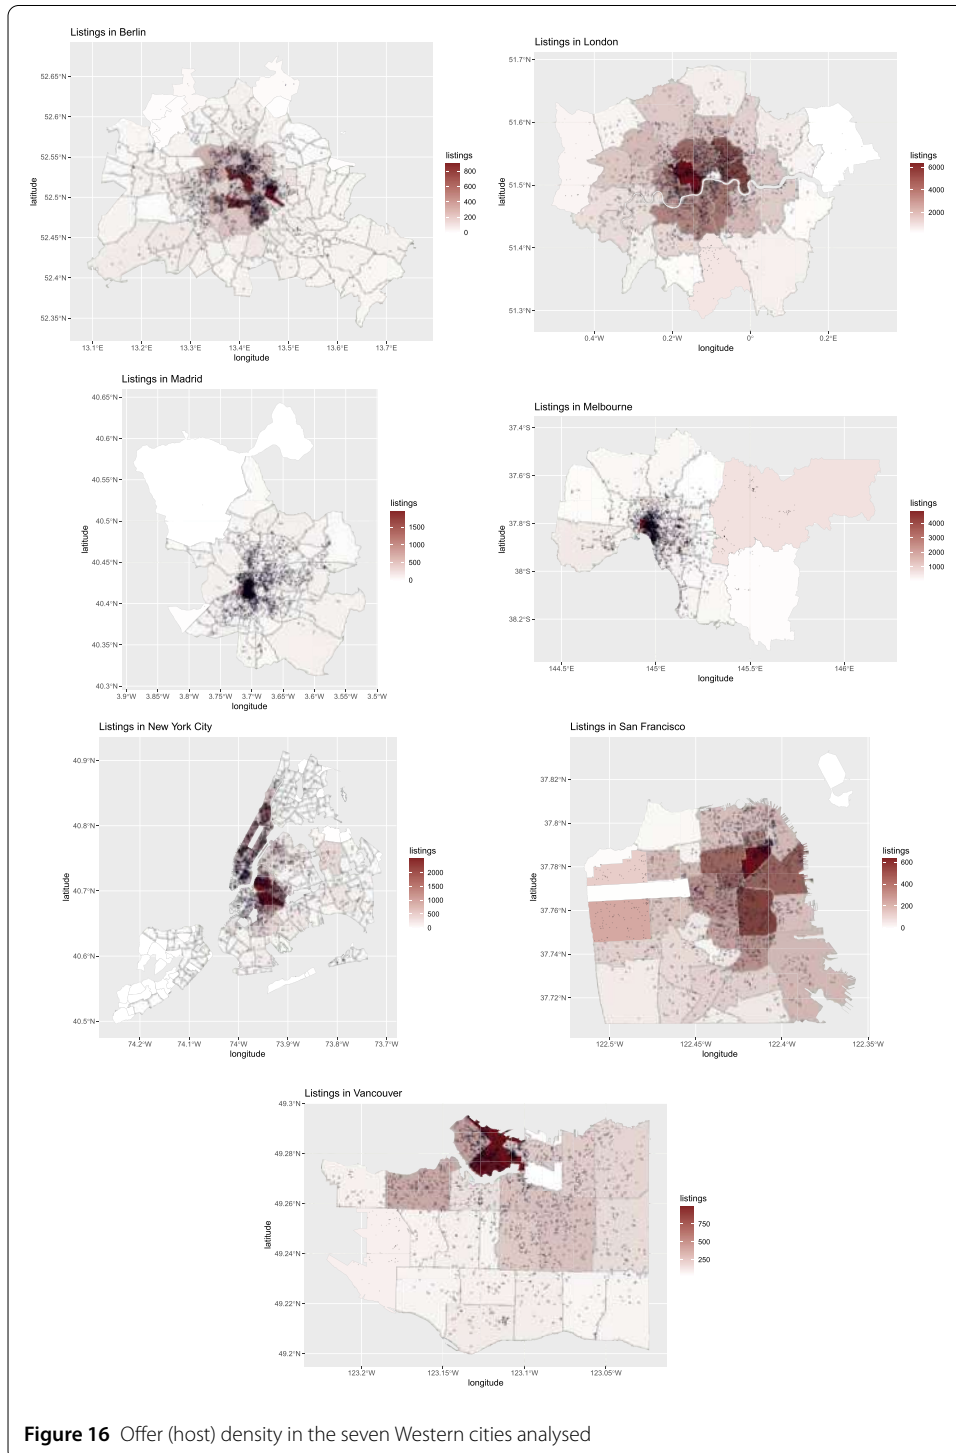 Listings in Berlin
latitude
52.65°N
52.6°N
52.55°N
52.5°N
52.45°N
52.4°N
52.35°N
13.1°E 13.2°E 13.3°E 13.4°E 13.5°E 13.6°E 13.7°E
longitude
listings
800
600
400
200
0
Listings in London
latitude
51.7°N
51.6°N
51.5°N
51.4°N
51.3°N
0.4°W 0.2°W 0° 0.2°E
longitude
listings
6000
4000
2000
Listings in Madrid
latitude
40.65°N
40.6°N
40.55°N
40.5°N
40.45°N
40.4°N
40.35°N
40.3°N
3.9°W 3.85°W 3.8°W 3.75°W 3.7°W 3.65°W 3.6°W 3.55°W 3.5°W
longitude
listings
1500
1000
500
0
Listings in Melbourne
latitude
37.4°S
37.6°S
37.8°S
38°S
38.2°S
144.5°E 145°E 145.5°E 146°E
longitude
listings
4000
3000
2000
1000
Listings in New York City
latitude
40.9°N
40.8°N
40.7°N
40.6°N
40.5°N
74.2°W 74.1°W 74°W 73.9°W 73.8°W 73.7°W
longitude
listings
2000
1500
1000
500
0
Listings in San Francisco
latitude
37.82°N
37.8°N
37.78°N
37.76°N
37.74°N
37.72°N
122.5°W 122.45°W 122.4°W 122.35°W
longitude
listings
600
400
200
0
Listings in Vancouver
latitude
49.3°N
49.28°N
49.26°N
49.24°N
49.22°N
49.2°N
123.2°W 123.15°W 123.1°W 123.05°W
longitude
listings
750
500
250
Figure 16 Offer (host) density in the seven Western cities analysed